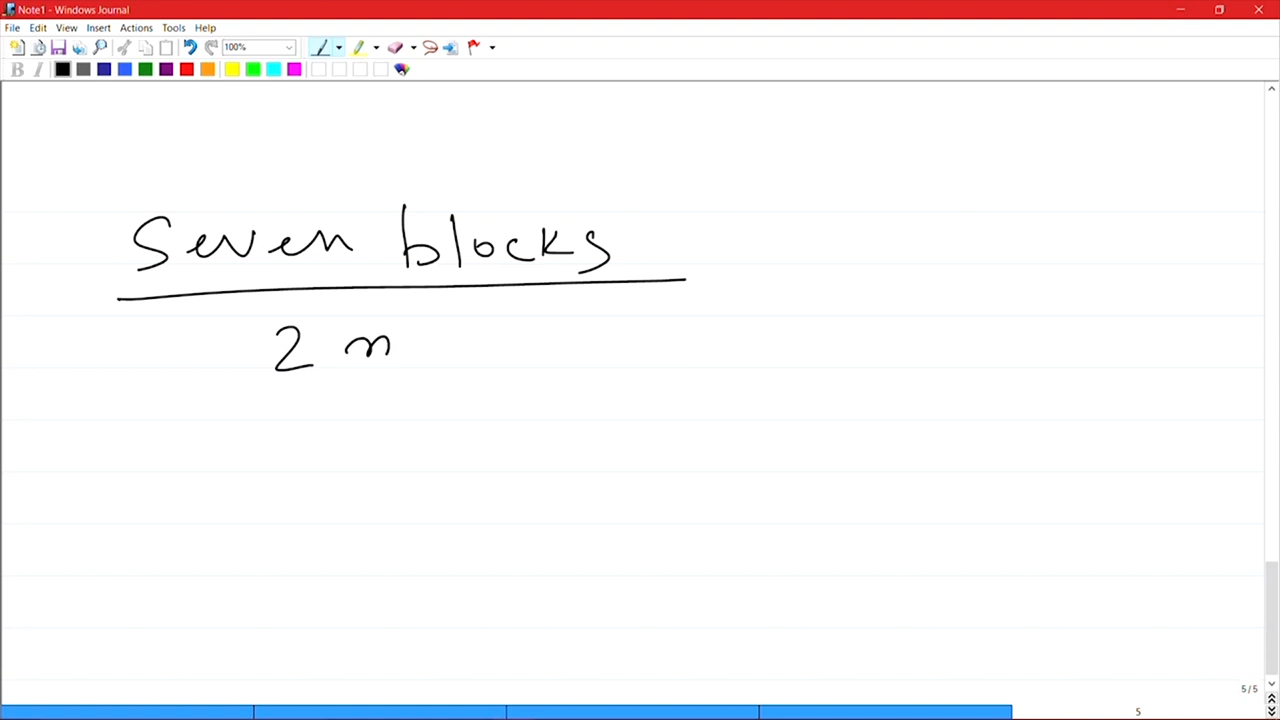 Note1 - Windows Journal
File Edit View Insert Actions Tools Help
100%
B I
Seven blocks
2 m
5/5
5